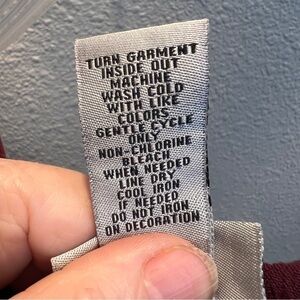 TURN GARMENT
INSIDE OUT
MACHINE
WASH COLD
WITH LIKE
COLORS
GENTLE CYCLE
ONLY
NON-CHLORINE
BLEACH
WHEN NEEDED
LINE DRY
COOL IRON
IF NEEDED
DO NOT IRON
ON DECORATION